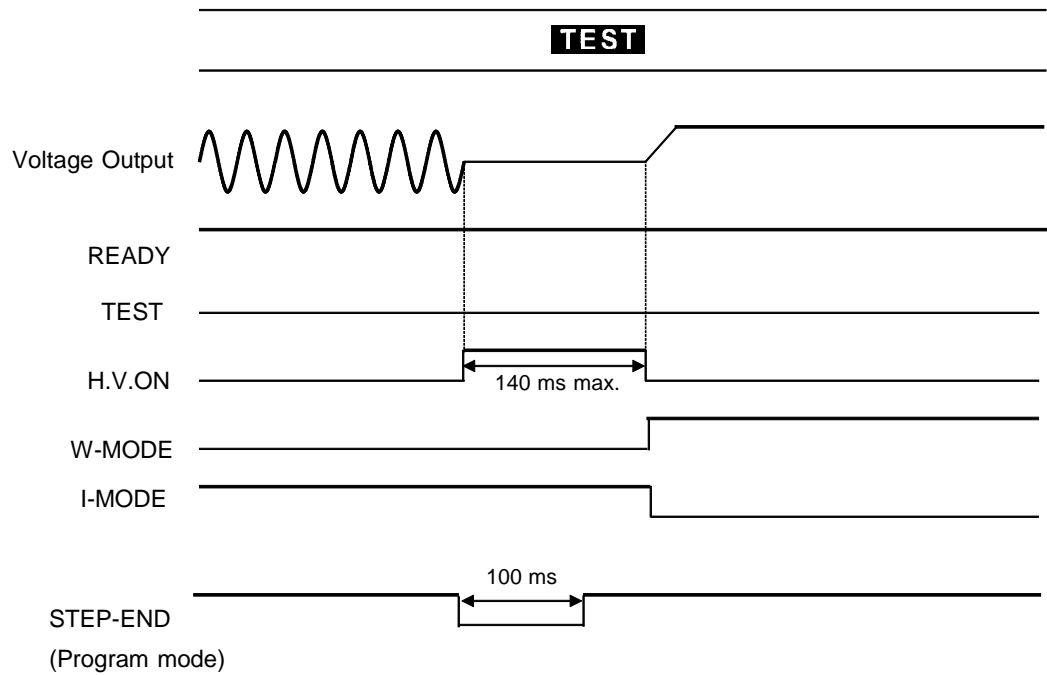 TEST
Voltage Output
READY
TEST
H.V.ON
140 ms max.
W-MODE
I-MODE
100 ms
STEP-END
(Program mode)